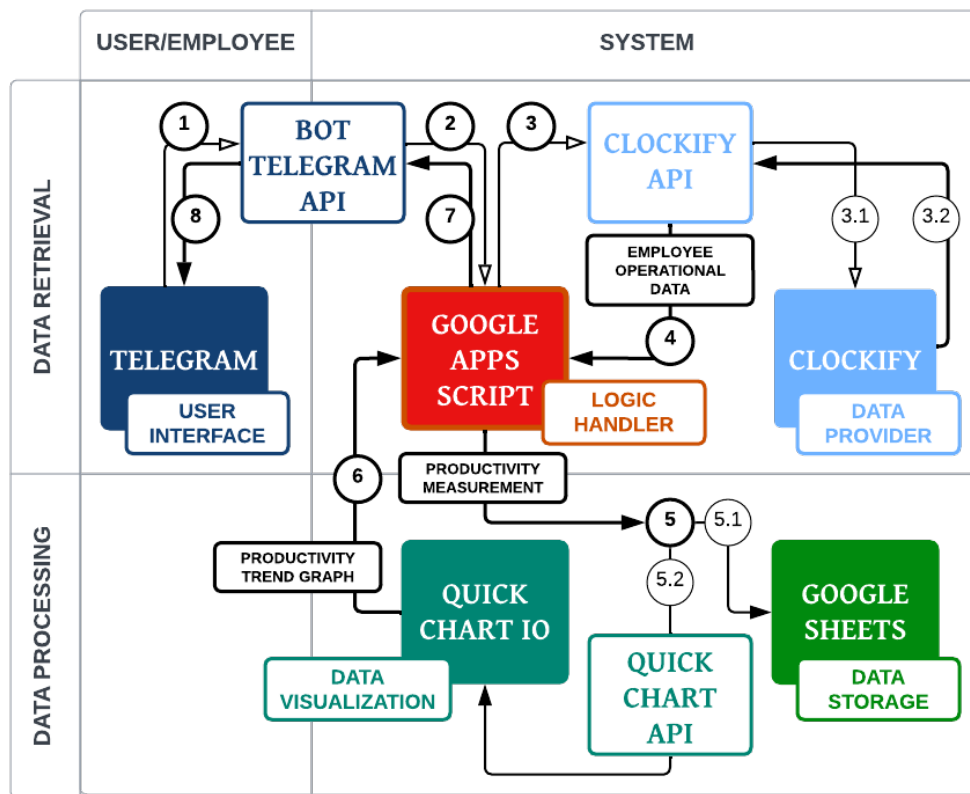 USER/EMPLOYEE
SYSTEM
DATA RETRIEVAL
1
BOT
TELEGRAM
API
2
3
CLOCKIFY
API
8
7
3.1
3.2
EMPLOYEE
OPERATIONAL
DATA
TELEGRAM
USER
INTERFACE
GOOGLE
APPS
SCRIPT
LOGIC
HANDLER
4
CLOCKIFY
DATA
PROVIDER
6
PRODUCTIVITY
MEASUREMENT
DATA PROCESSING
5
5.1
5.2
PRODUCTIVITY
TREND GRAPH
QUICK
CHART IO
DATA
VISUALIZATION
QUICK
CHART
API
GOOGLE
SHEETS
DATA
STORAGE